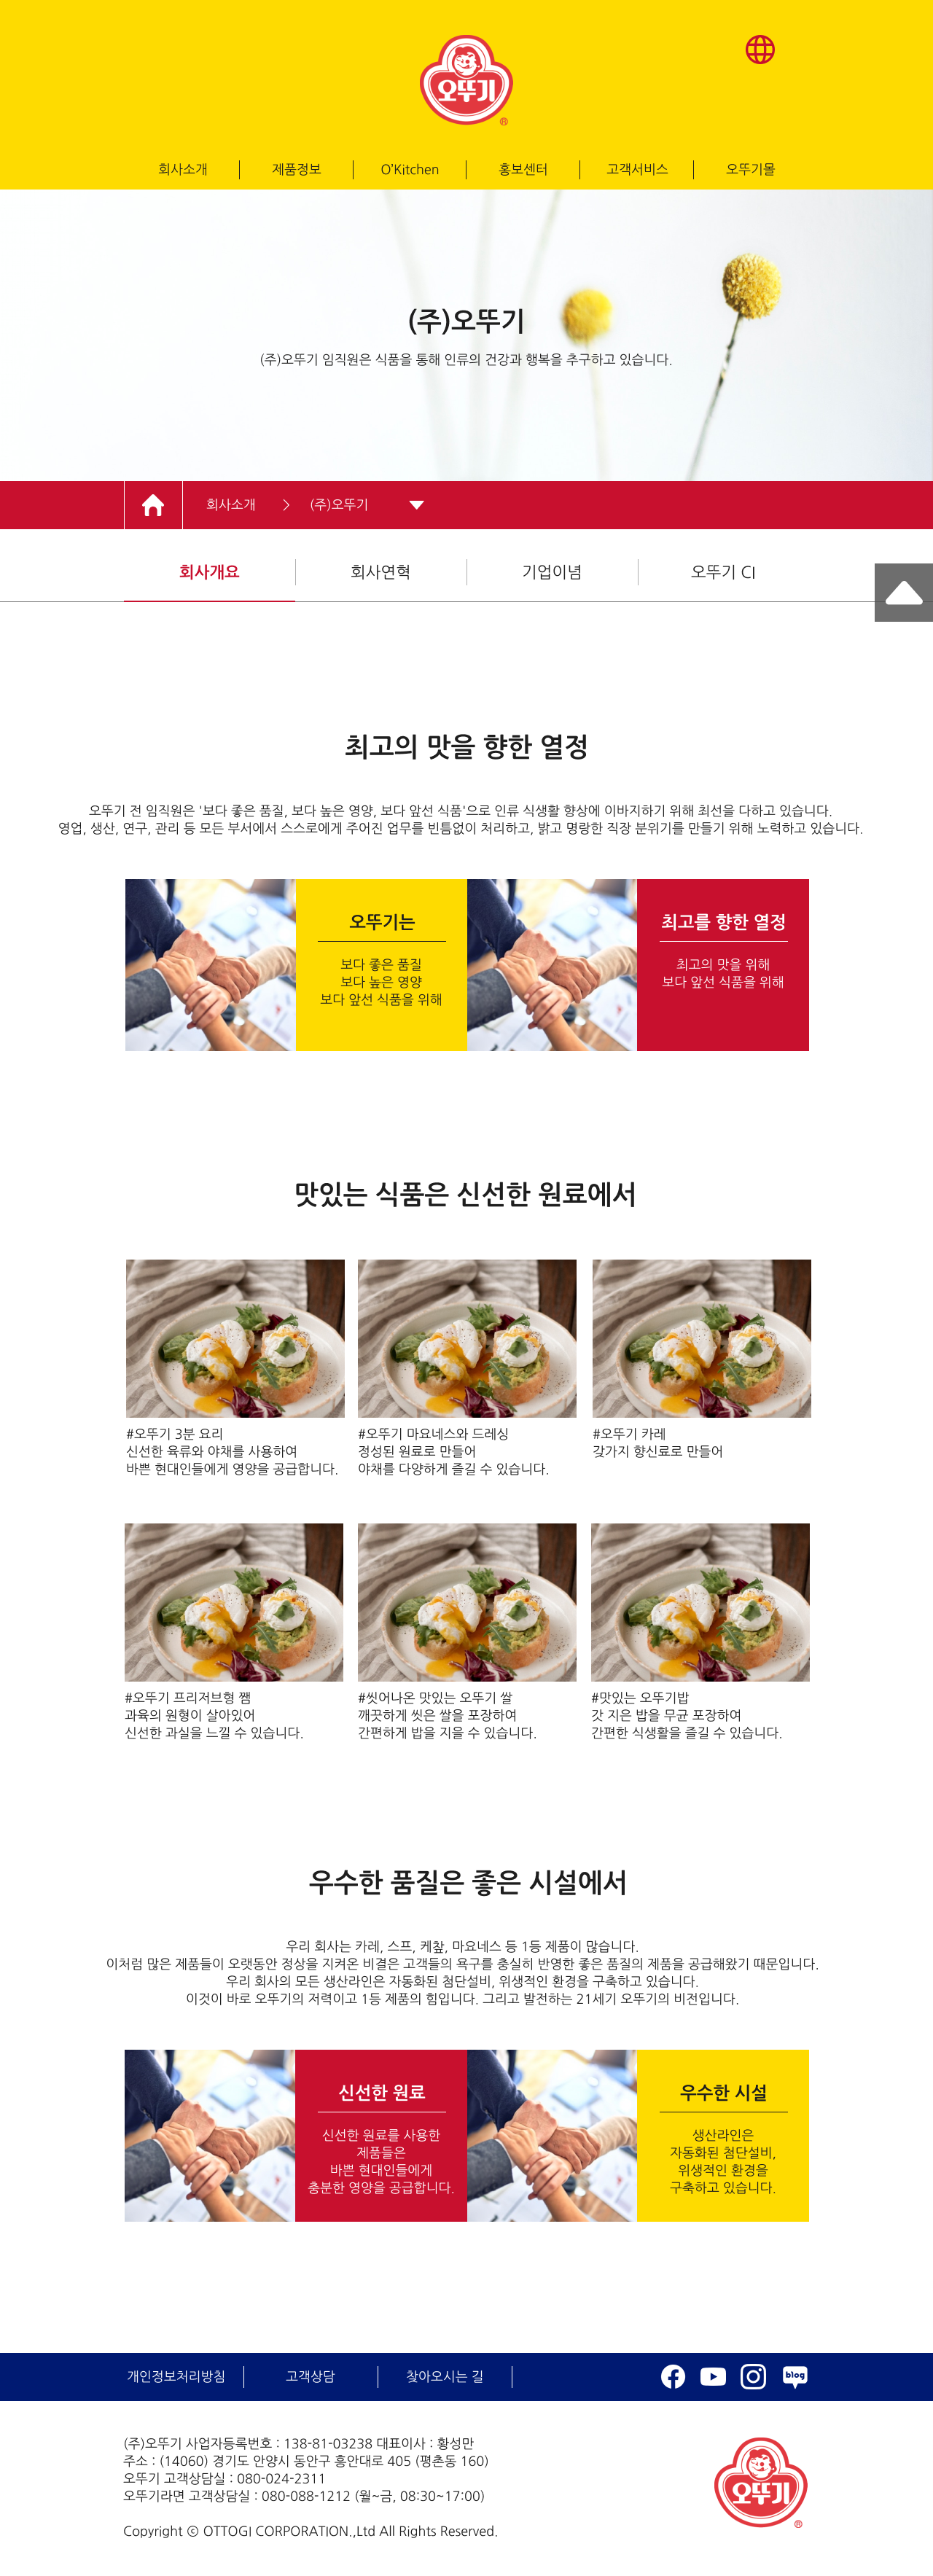 오뚜기
®
회사소개
제품정보
O'Kitchen
홍보센터
고객서비스
오뚜기몰
(주)오뚜기
(주)오뚜기 임직원은 식품을 통해 인류의 건강과 행복을 추구하고 있습니다.
회사소개 > (주)오뚜기
회사개요
회사연혁
기업이념
오뚜기 CI
최고의 맛을 향한 열정
오뚜기 전 임직원은 '보다 좋은 품질, 보다 높은 영양, 보다 앞선 식품'으로 인류 식생활 향상에 이바지하기 위해 최선을 다하고 있습니다.
영업, 생산, 연구, 관리 등 모든 부서에서 스스로에게 주어진 업무를 빈틈없이 처리하고, 밝고 명랑한 직장 분위기를 만들기 위해 노력하고 있습니다.
오뚜기는
보다 좋은 품질
보다 높은 영양
보다 앞선 식품을 위해
최고를 향한 열정
최고의 맛을 위해
보다 앞선 식품을 위해
맛있는 식품은 신선한 원료에서
#오뚜기 3분 요리
신선한 육류와 야채를 사용하여
바쁜 현대인들에게 영양을 공급합니다.
#오뚜기 마요네스와 드레싱
정성된 원료로 만들어
야채를 다양하게 즐길 수 있습니다.
#오뚜기 카레
갖가지 향신료로 만들어
#오뚜기 프리저브형 쨈
과육의 원형이 살아있어
신선한 과실을 느낄 수 있습니다.
#씻어나온 맛있는 오뚜기 쌀
깨끗하게 씻은 쌀을 포장하여
간편하게 밥을 지을 수 있습니다.
#맛있는 오뚜기밥
갓 지은 밥을 무균 포장하여
간편한 식생활을 즐길 수 있습니다.
우수한 품질은 좋은 시설에서
우리 회사는 카레, 스프, 케찹, 마요네스 등 1등 제품이 많습니다.
이처럼 많은 제품들이 오랫동안 정상을 지켜온 비결은 고객들의 욕구를 충실히 반영한 좋은 품질의 제품을 공급해왔기 때문입니다.
우리 회사의 모든 생산라인은 자동화된 첨단설비, 위생적인 환경을 구축하고 있습니다.
이것이 바로 오뚜기의 저력이고 1등 제품의 힘입니다. 그리고 발전하는 21세기 오뚜기의 비전입니다.
신선한 원료
신선한 원료를 사용한
제품들은
바쁜 현대인들에게
충분한 영양을 공급합니다.
우수한 시설
생산라인은
자동화된 첨단설비,
위생적인 환경을
구축하고 있습니다.
개인정보처리방침
고객상담
찾아오시는 길
blog
(주)오뚜기 사업자등록번호 : 138-81-03238 대표이사 : 황성만
주소 : (14060) 경기도 안양시 동안구 흥안대로 405 (평촌동 160)
오뚜기 고객상담실 : 080-024-2311
오뚜기라면 고객상담실 : 080-088-1212 (월~금, 08:30~17:00)
Copyright ⓒ OTTOGI CORPORATION.,Ltd All Rights Reserved.
오뚜기
®